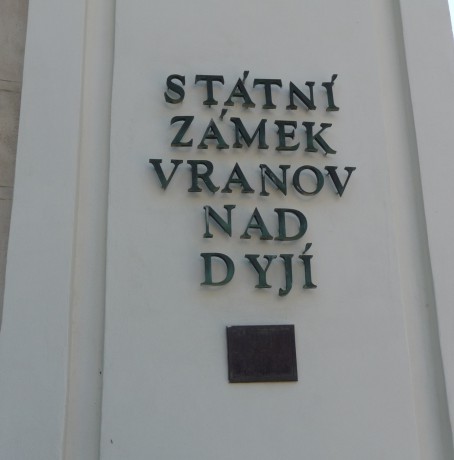 STÁTNÍ
ZÁMEK
VRANOV
NAD
DYJÍ